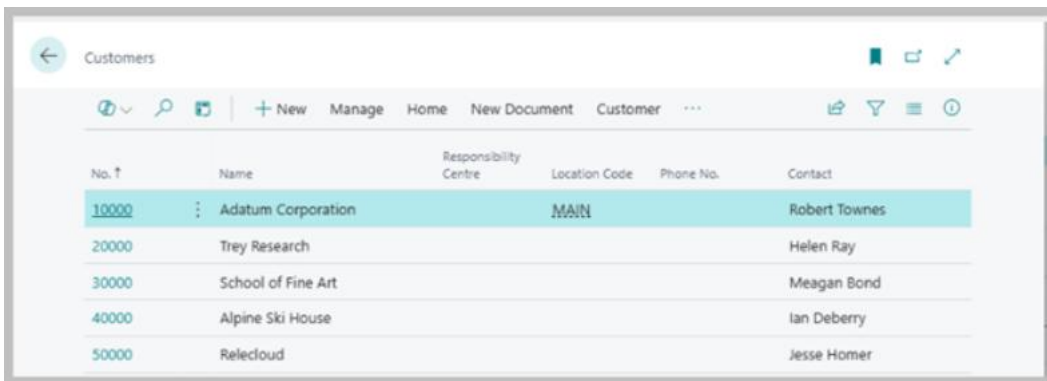 Customers
+ New Manage Home New Document Customer ...
No. ↑ Name Responsibility Centre Location Code Phone No. Contact
10000 Adatum Corporation MAIN Robert Townes
20000 Trey Research Helen Ray
30000 School of Fine Art Meagan Bond
40000 Alpine Ski House Ian Deberry
50000 Relecloud Jesse Homer